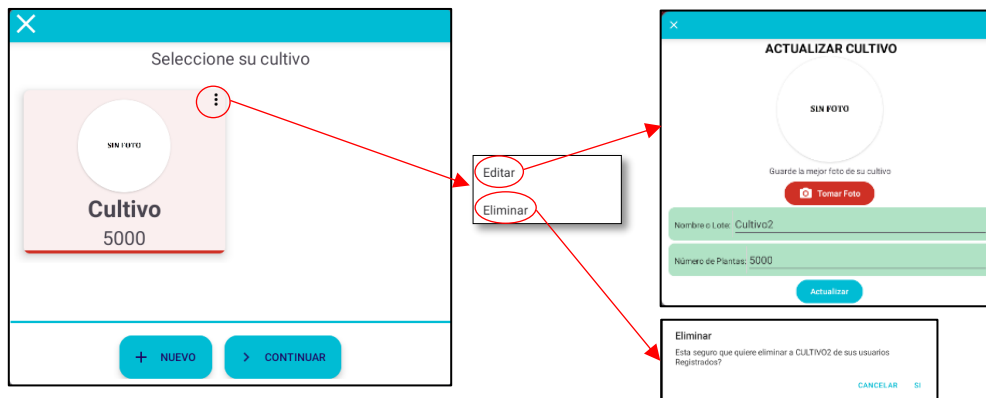 Seleccione su cultivo
SIN FOTO
Cultivo
5000
NUEVO
CONTINUAR
Editar
Eliminar
ACTUALIZAR CULTIVO
SIN FOTO
Guarde la mejor foto de su cultivo
Tomar Foto
Nombre o Lote: Cultivo2
Número de Plantas: 5000
Actualizar
Eliminar
Esta seguro que quiere eliminar a CULTIVO2 de sus usuarios
Registrados?
CANCELAR SI